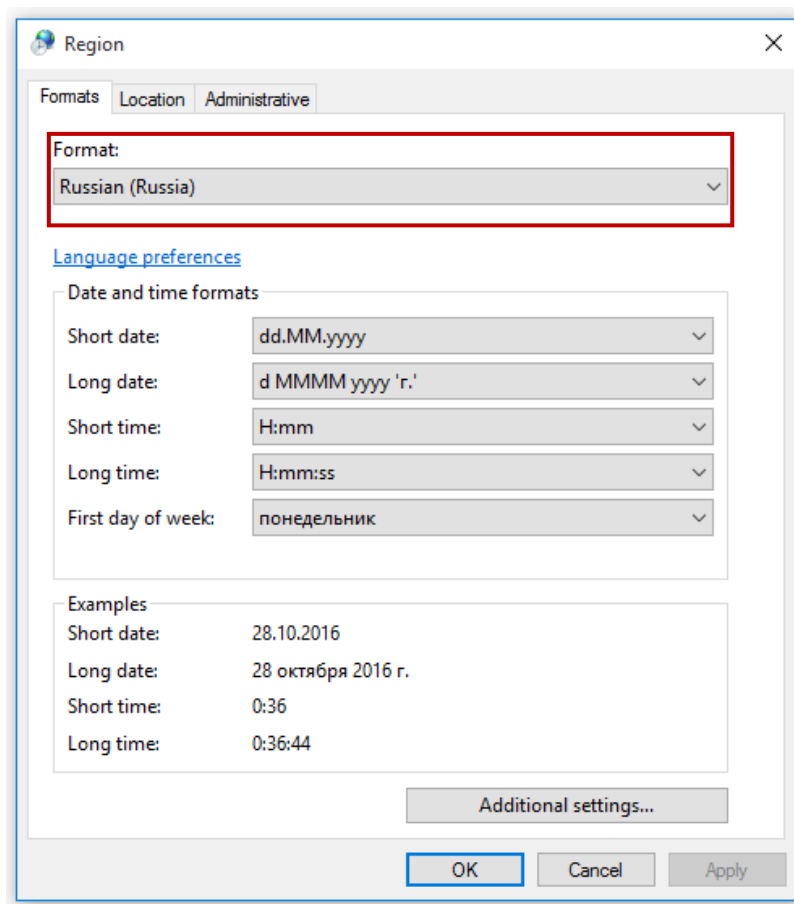 Region
Formats Location Administrative
Format:
Russian (Russia)
Language preferences
Date and time formats
Short date: dd.MM.yyyy
Long date: d MMMM yyyy 'г.'
Short time: H:mm
Long time: H:mm:ss
First day of week: понедельник
Examples
Short date: 28.10.2016
Long date: 28 октября 2016 г.
Short time: 0:36
Long time: 0:36:44
Additional settings...
OK Cancel Apply